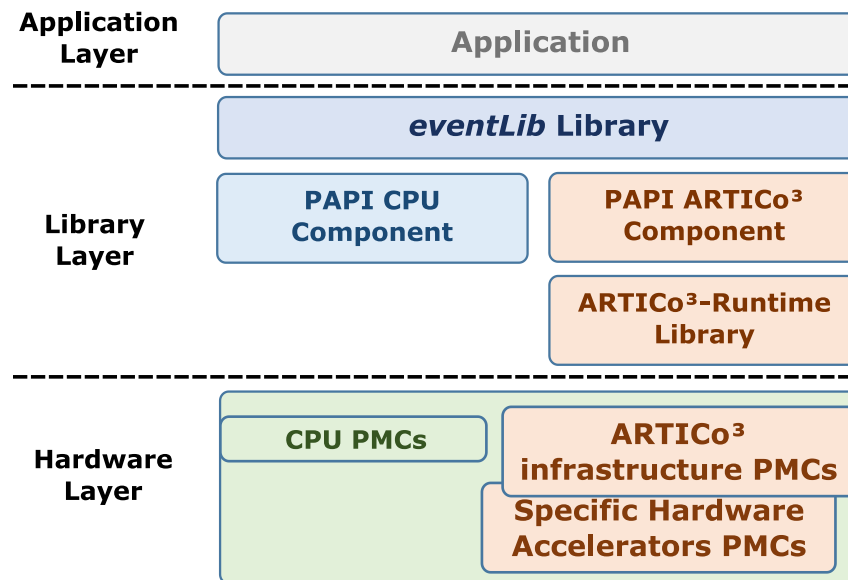 Application
Layer
Application
eventLib Library
Library
Layer
PAPI CPU
Component
PAPI ARTICo³
Component
ARTICo³-Runtime
Library
Hardware
Layer
CPU PMCs
ARTICo³
infrastructure PMCs
Specific Hardware
Accelerators PMCs